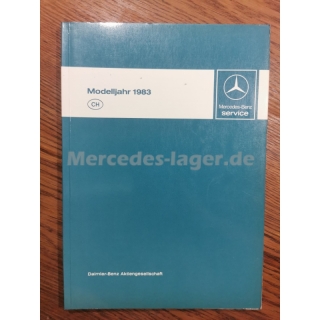 Modelljahr 1983
CH
Mercedes-Benz
service
Mercedes-lager.de
Daimler-Benz Aktiengesellschaft